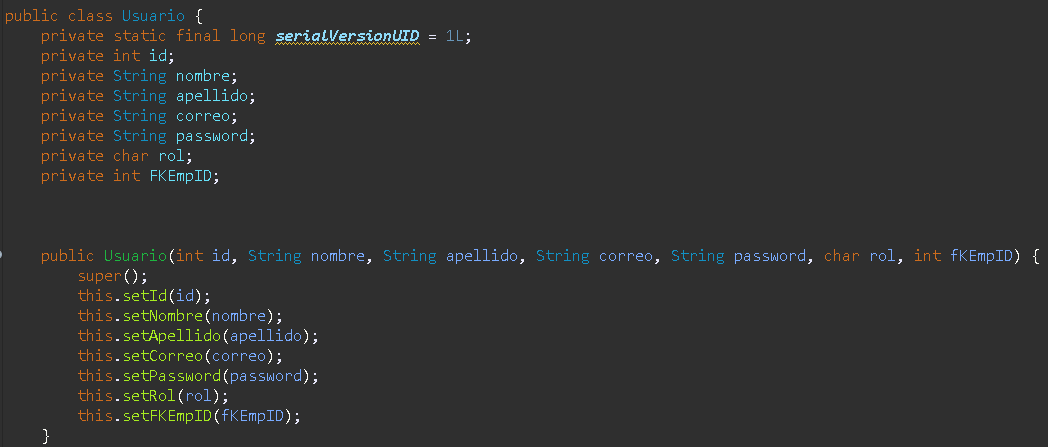 public class Usuario {
private static final long serialVersionUID = 1L;
private int id;
private String nombre;
private String apellido;
private String correo;
private String password;
private char rol;
private int FKEmpID;
public Usuario(int id, String nombre, String apellido, String correo, String password, char rol, int fKEmpID) {
super();
this.setId(id);
this.setNombre(nombre);
this.setApellido(apellido);
this.setCorreo(correo);
this.setPassword(password);
this.setRol(rol);
this.setFKEmpID(fKEmpID);
}